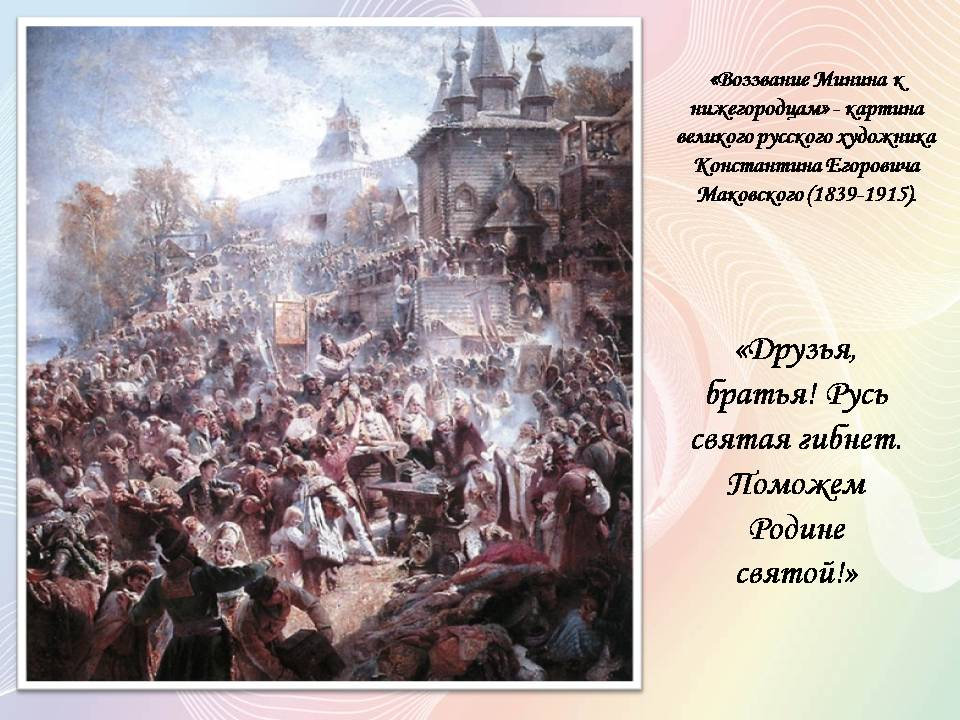 «Воззвание Минина к
нижегородцам» - картина
великого русского художника
Константина Егоровича
Маковского (1839-1915).
«Друзья,
братья! Русь
святая гибнет.
Поможем
Родине
святой!»